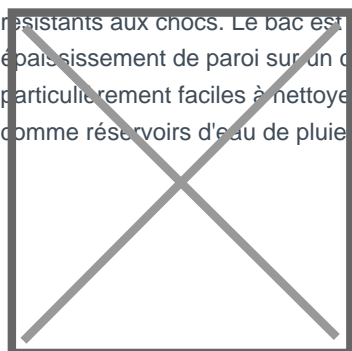 résistants aux chocs. Le bac est
épaississement de paroi sur un
particulièrement faciles à nettoye
comme réservoirs d'eau de pluie